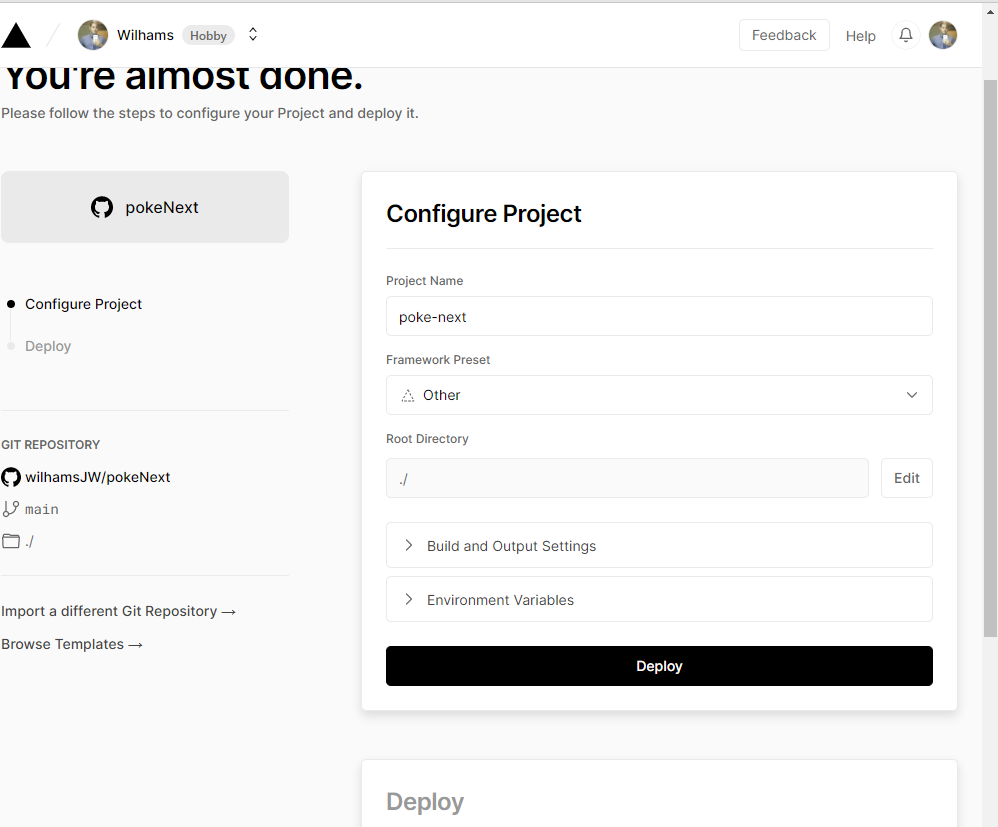 Wilhams Hobby
Feedback Help
You're almost done.
Please follow the steps to configure your Project and deploy it.
pokeNext
Configure Project
Deploy
GIT REPOSITORY
wilhamsJW/pokeNext
main
./
Import a different Git Repository →
Browse Templates →
Configure Project
Project Name
poke-next
Framework Preset
Other
Root Directory
./ Edit
Build and Output Settings
Environment Variables
Deploy
Deploy